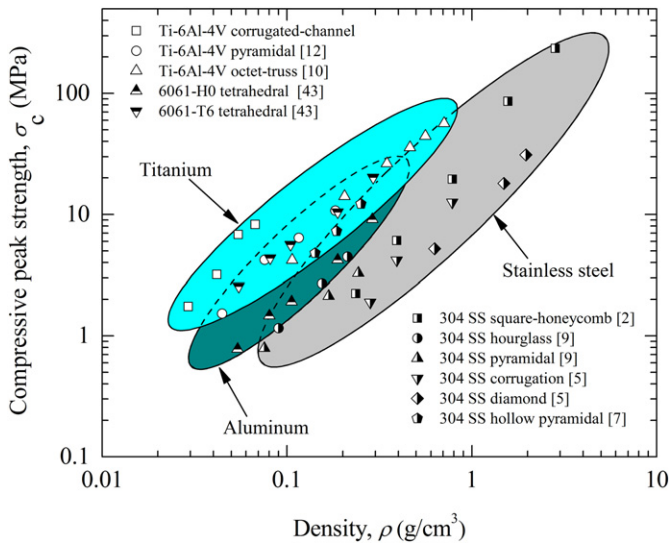 Ti-6Al-4V corrugated-channel
Ti-6Al-4V pyramidal [12]
Ti-6Al-4V octet-truss [10]
6061-H0 tetrahedral [43]
6061-T6 tetrahedral [43]
Titanium
Stainless steel
Aluminum
304 SS square-honeycomb [2]
304 SS hourglass [9]
304 SS pyramidal [9]
304 SS corrugation [5]
304 SS diamond [5]
304 SS hollow pyramidal [7]
Compressive peak strength, σc (MPa)
100
10
1
0.1
0.01
0.1
1
10
Density, ρ (g/cm³)